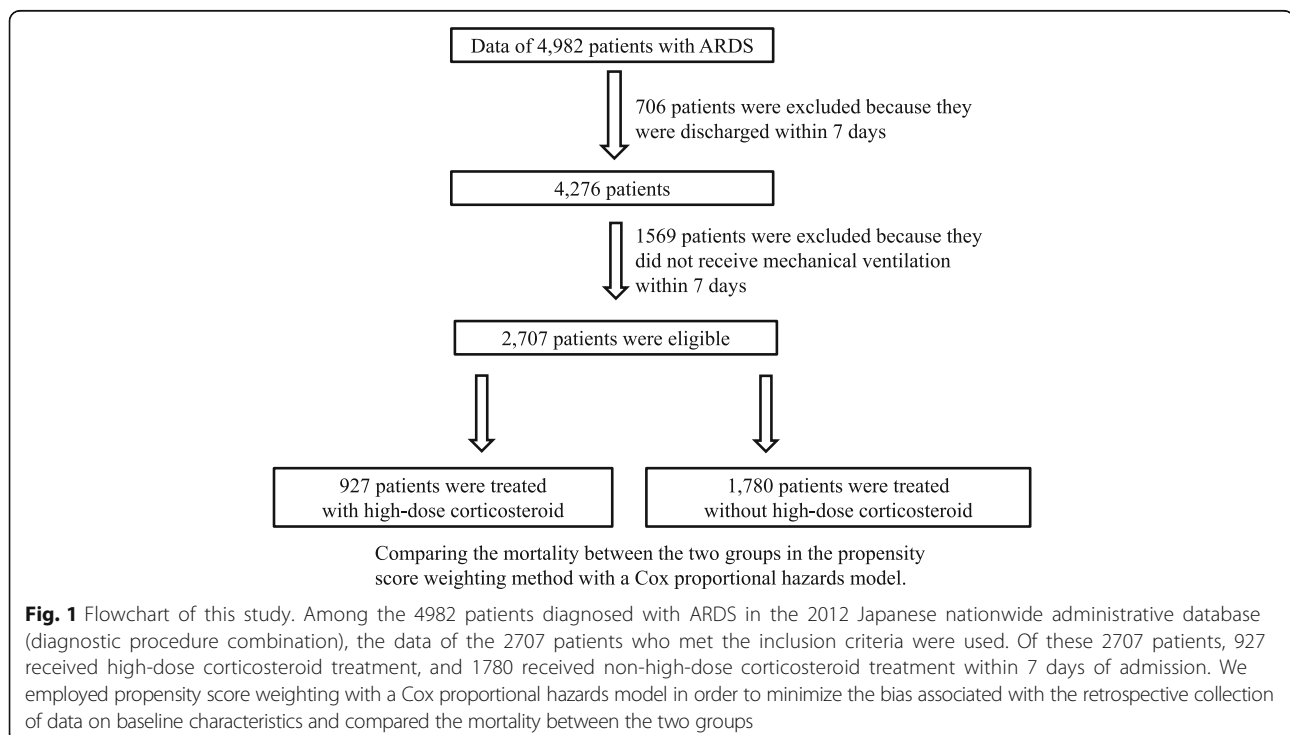 Data of 4,982 patients with ARDS
706 patients were excluded because they
were discharged within 7 days
4,276 patients
1569 patients were excluded because they
did not receive mechanical ventilation
within 7 days
2,707 patients were eligible
927 patients were treated
with high-dose corticosteroid
1,780 patients were treated
without high-dose corticosteroid
Comparing the mortality between the two groups in the propensity
score weighting method with a Cox proportional hazards model.
Fig. 1 Flowchart of this study. Among the 4982 patients diagnosed with ARDS in the 2012 Japanese nationwide administrative database
(diagnostic procedure combination), the data of the 2707 patients who met the inclusion criteria were used. Of these 2707 patients, 927
received high-dose corticosteroid treatment, and 1780 received non-high-dose corticosteroid treatment within 7 days of admission. We
employed propensity score weighting with a Cox proportional hazards model in order to minimize the bias associated with the retrospective collection
of data on baseline characteristics and compared the mortality between the two groups